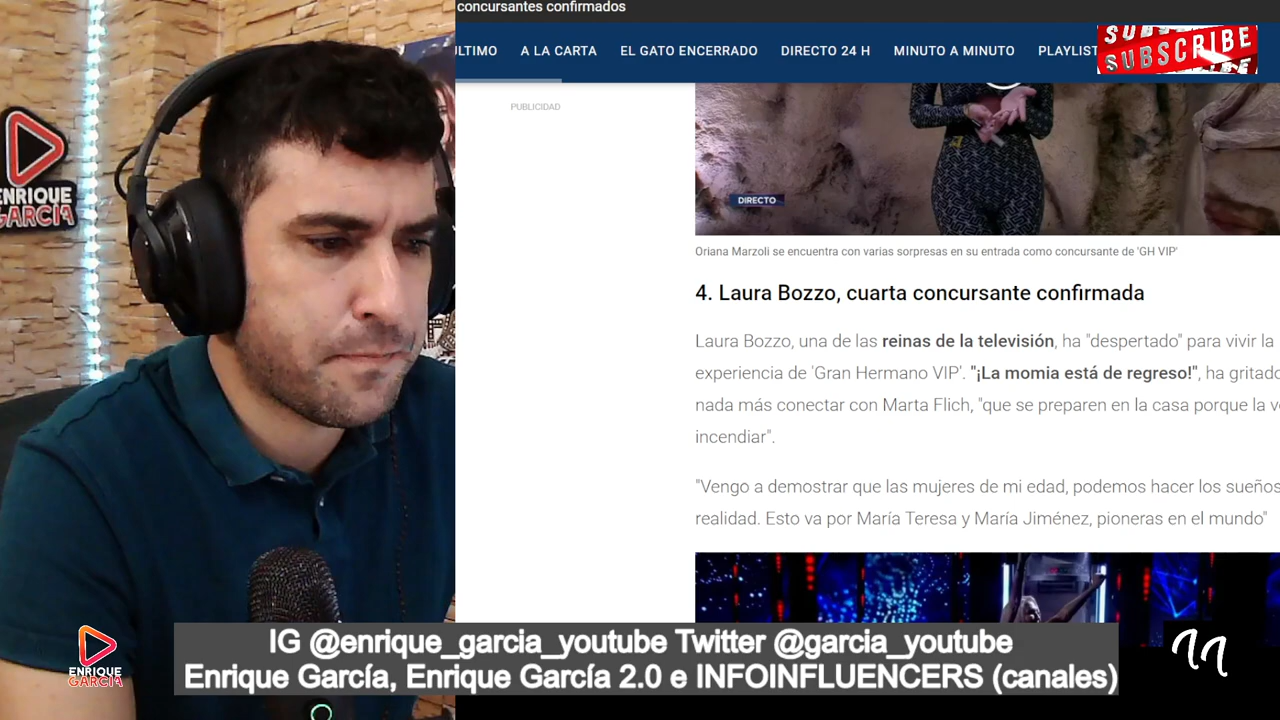 concursantes confirmados
ÚLTIMO A LA CARTA EL GATO ENCERRADO DIRECTO 24 H MINUTO A MINUTO PLAYLIST
SUBSCRIBE
SUBSCRIBE
PUBLICIDAD
ENRIQUE
GARCIA
DIRECTO
Oriana Marzoli se encuentra con varias sorpresas en su entrada como concursante de 'GH VIP'
4. Laura Bozzo, cuarta concursante confirmada
Laura Bozzo, una de las reinas de la televisión, ha "despertado" para vivir la
experiencia de 'Gran Hermano VIP'. "¡La momia está de regreso!", ha gritado
nada más conectar con Marta Flich, "que se preparen en la casa porque la
incendiar".
"Vengo a demostrar que las mujeres de mi edad, podemos hacer los sueños
realidad. Esto va por María Teresa y María Jiménez, pioneras en el mundo"
IG @enrique_garcia_youtube Twitter @garcia_youtube
Enrique García, Enrique García 2.0 e INFOINFLUENCERS (canales)
ENRIQUE
GARCIA